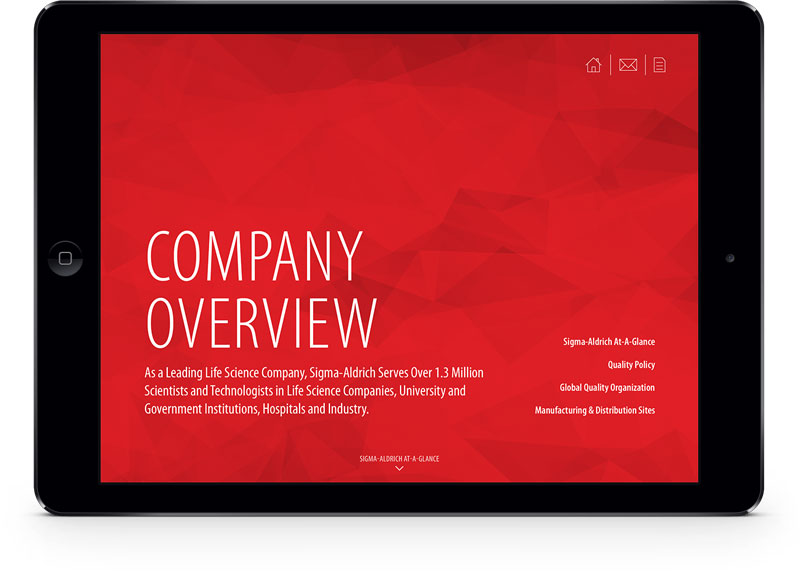 COMPANY
OVERVIEW
As a Leading Life Science Company, Sigma-Aldrich Serves Over 1.3 Million
Scientists and Technologists in Life Science Companies, University and
Government Institutions, Hospitals and Industry.
Sigma-Aldrich At-A-Glance
Quality Policy
Global Quality Organization
Manufacturing & Distribution Sites
SIGMA-ALDRICH AT-A-GLANCE